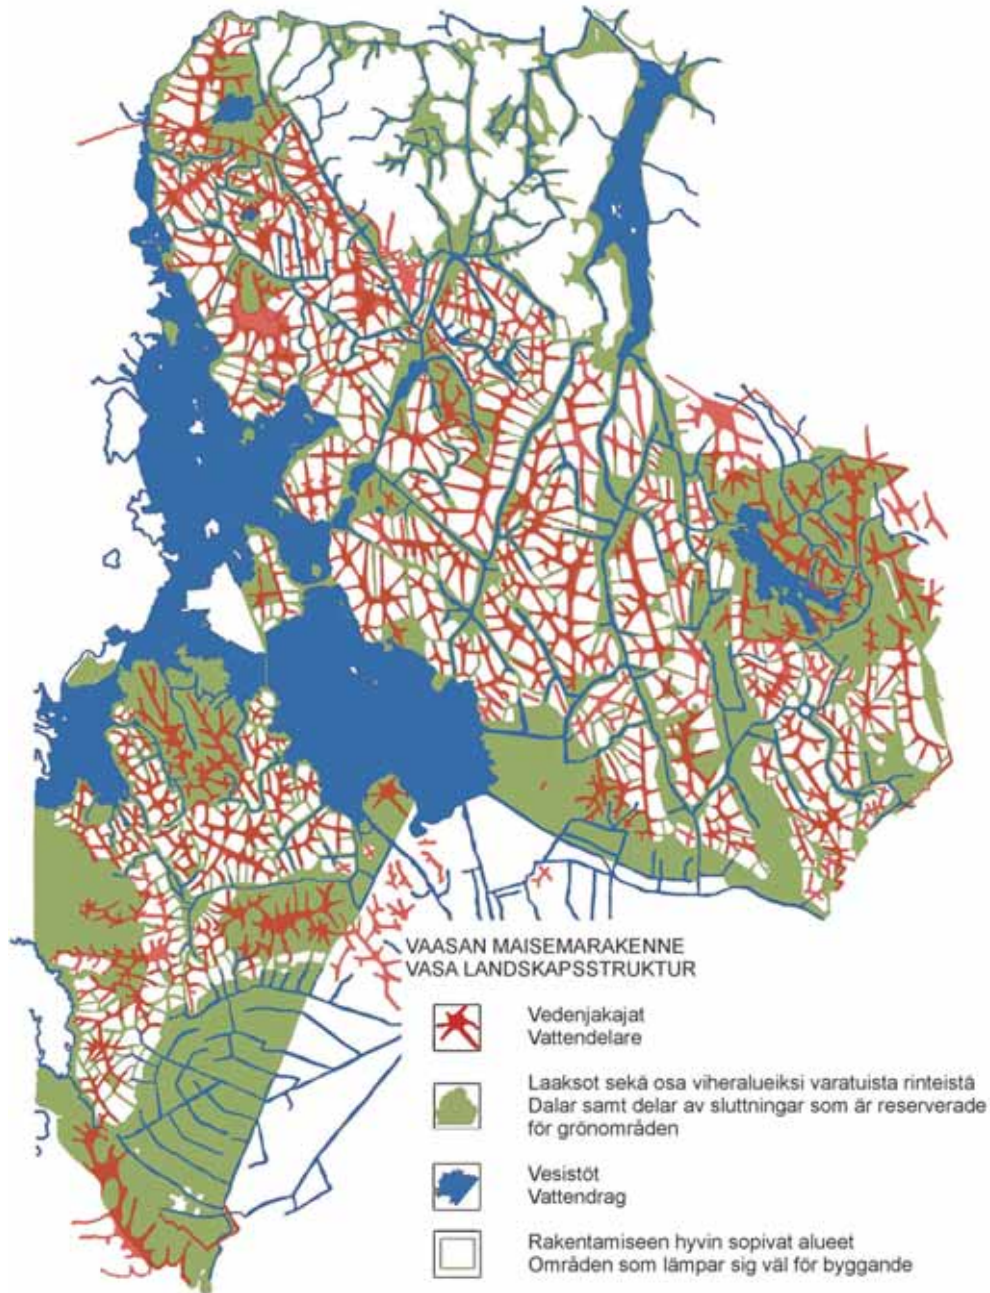 VAASAN MAISEMARAKENNE
VASA LANDSKAPSSTRUKTUR
Vedenjakajat
Vattendelare
Laaksot sekä osa viheralueiksi varatuista rinteistä
Dalar samt delar av sluttningar som är reserverade
för grönområden
Vesistöt
Vattendrag
Rakentamiseen hyvin sopivat alueet
Områden som lämpar sig väl för byggande